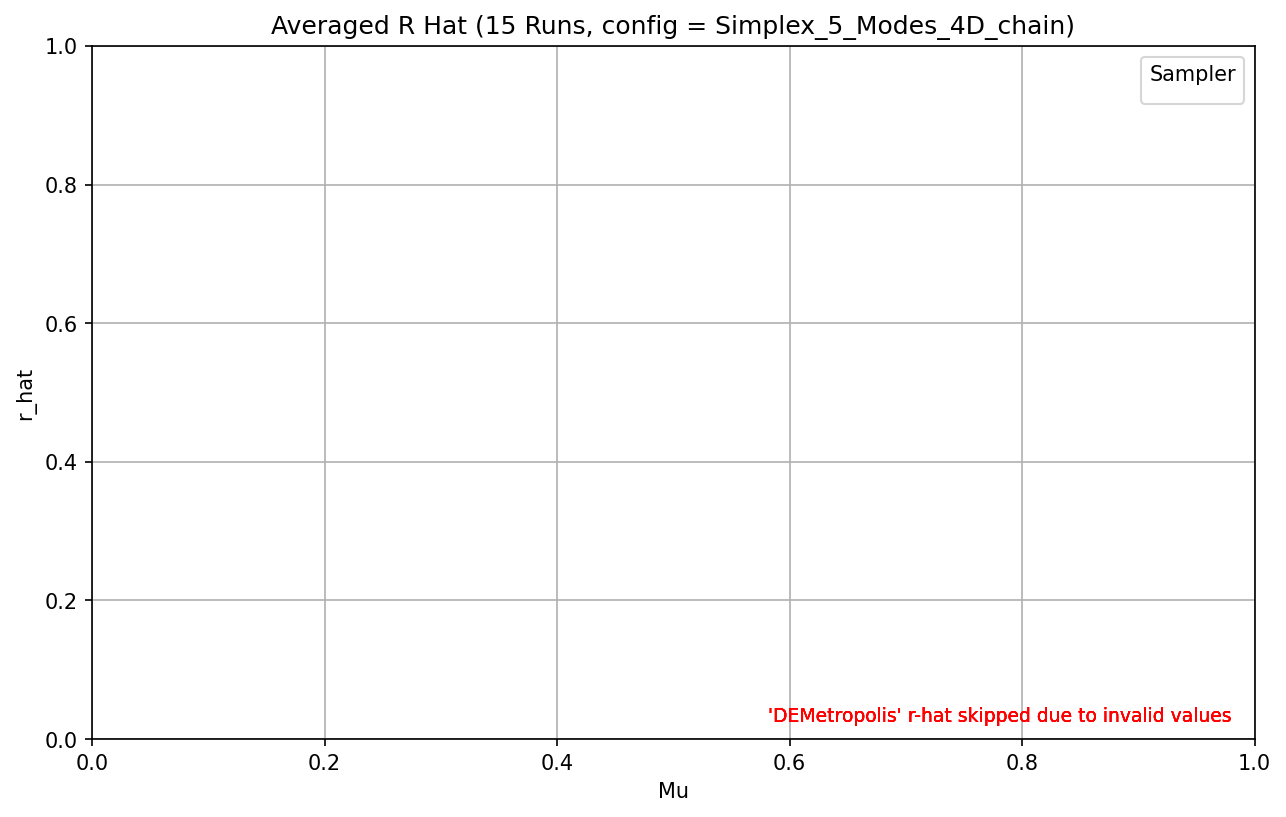 Averaged R Hat (15 Runs, config = Simplex_5_Modes_4D_chain)
Sampler
1.0
0.8
0.6
0.4
0.2
0.0
r_hat
'DEMetropolis' r-hat skipped due to invalid values
0.0 0.2 0.4 0.6 0.8 1.0
Mu